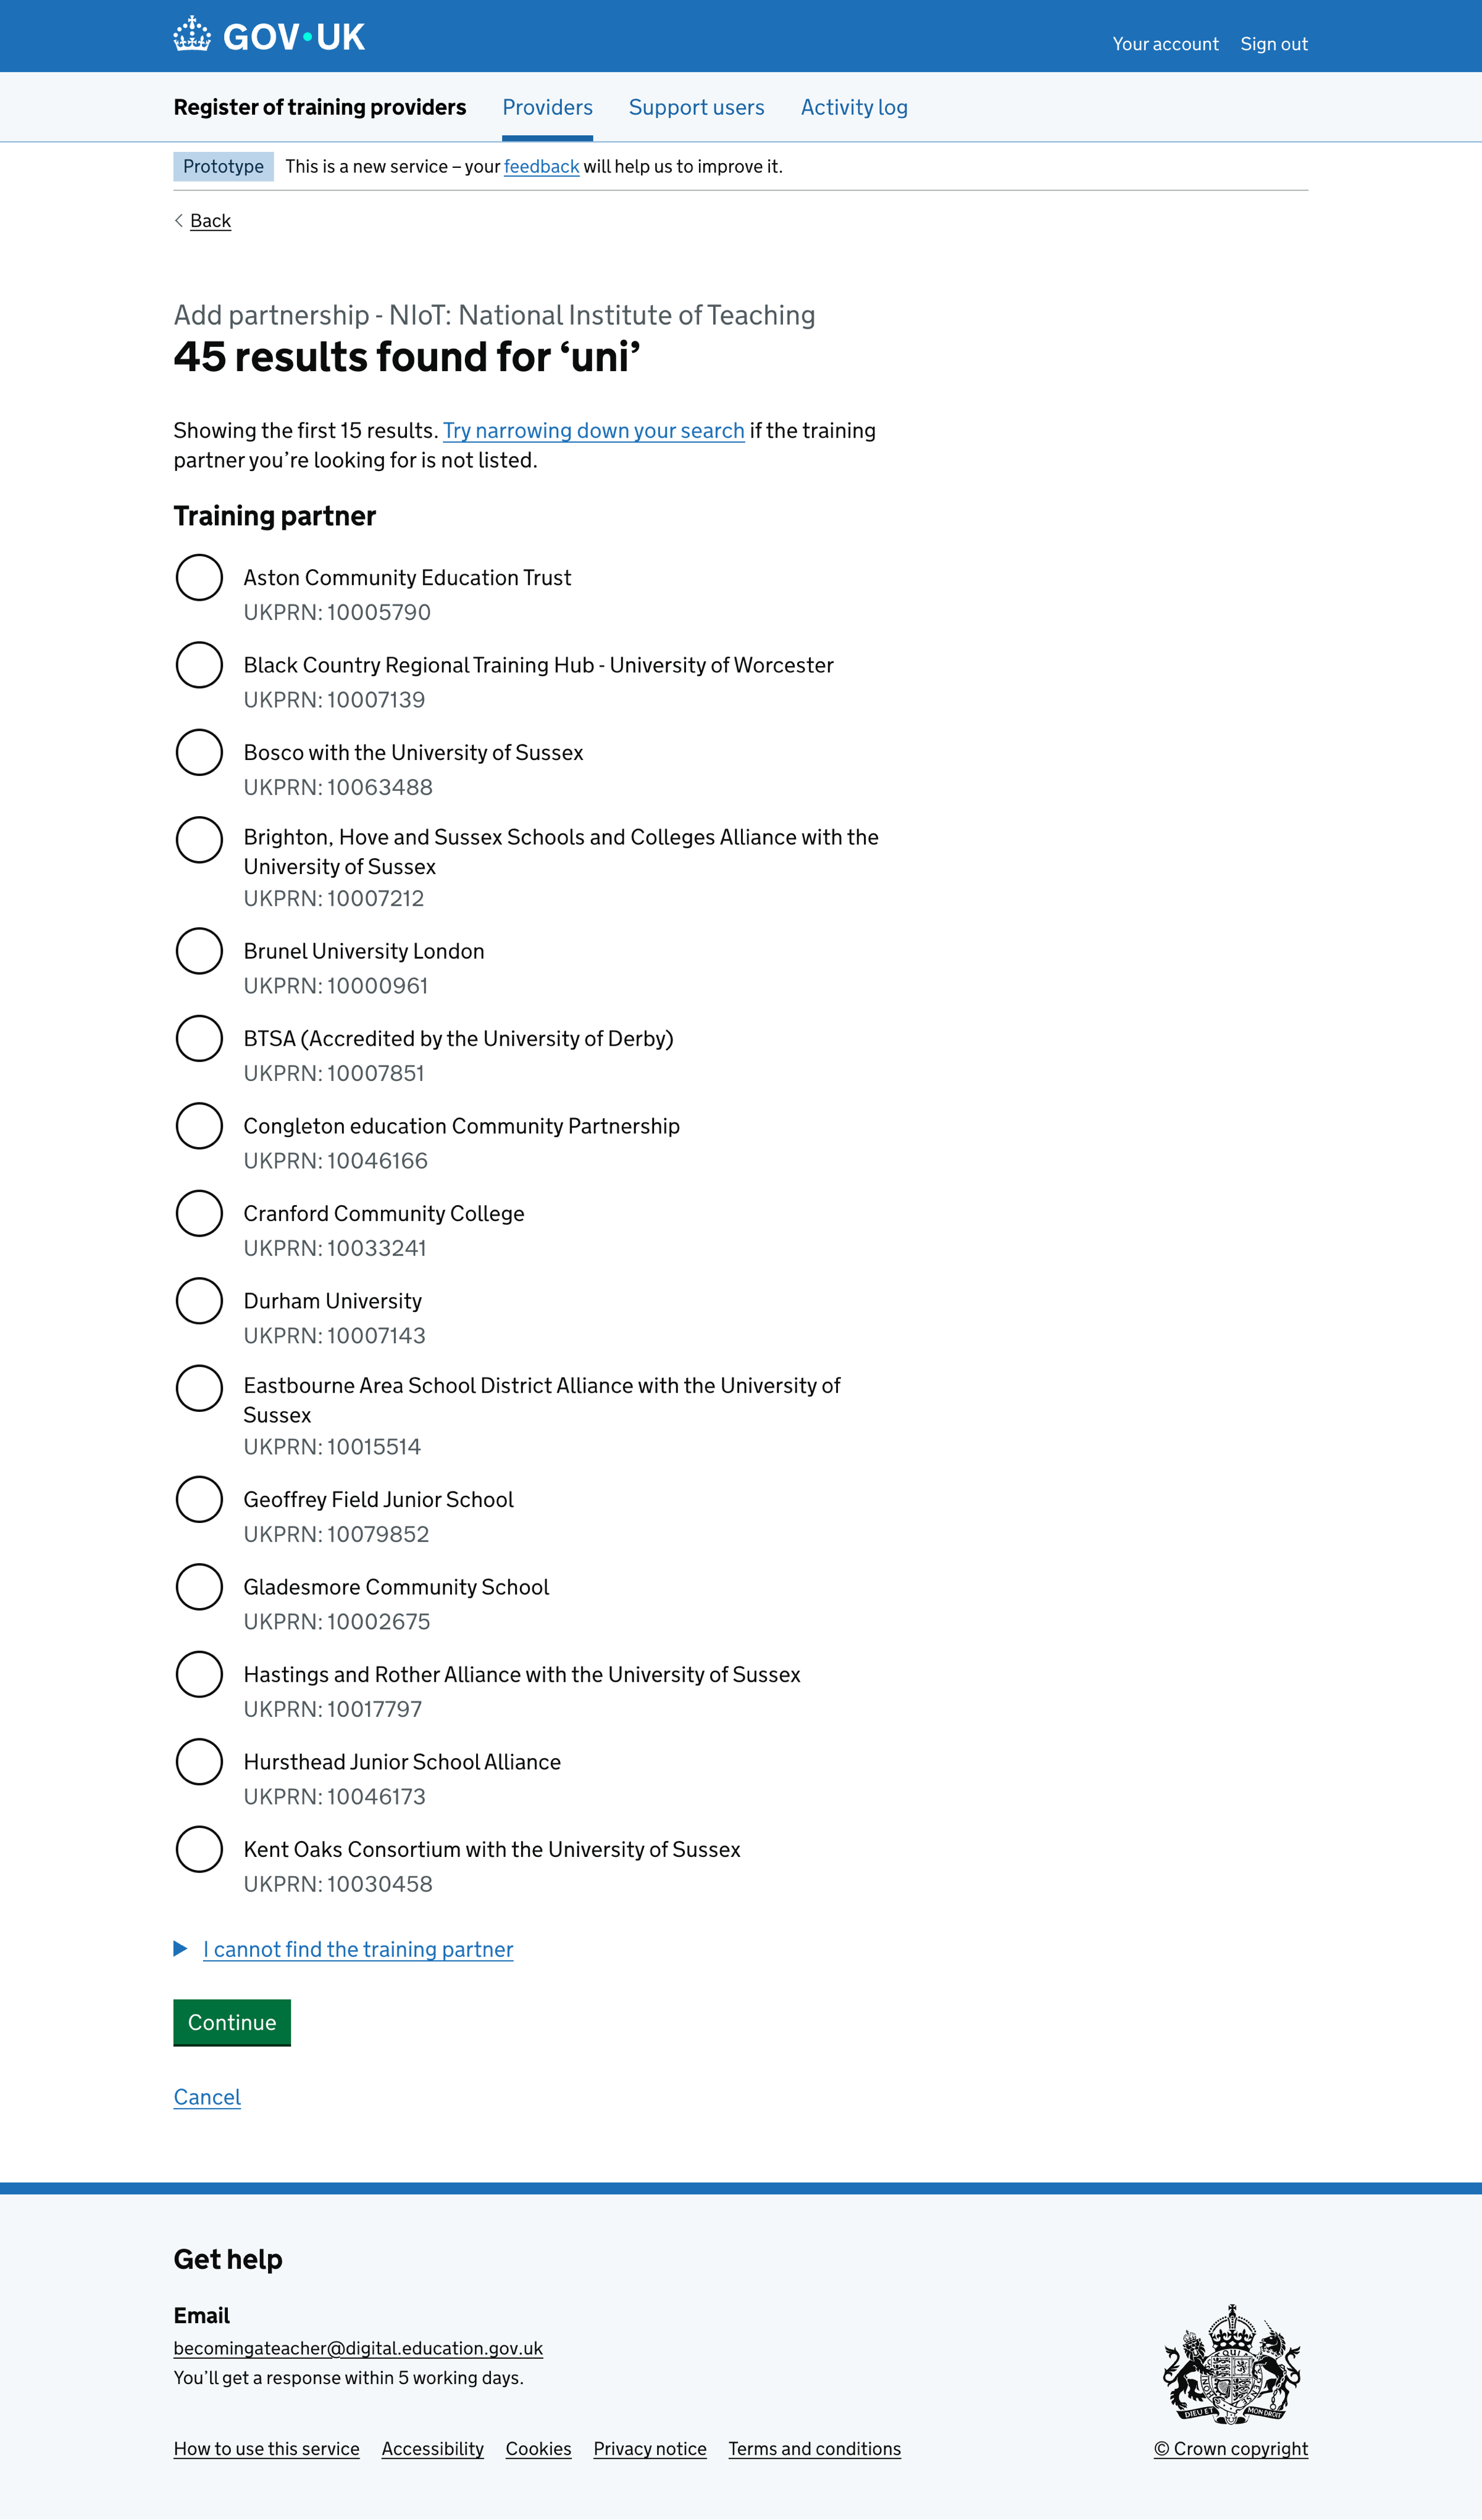 GOV·UK
Your account Sign out
Register of training providers Providers Support users Activity log
Prototype This is a new service – your feedback will help us to improve it.
Back
Add partnership - NIoT: National Institute of Teaching
45 results found for ‘uni’
Showing the first 15 results. Try narrowing down your search if the training
partner you’re looking for is not listed.
Training partner
Aston Community Education Trust
UKPRN: 10005790
Black Country Regional Training Hub - University of Worcester
UKPRN: 10007139
Bosco with the University of Sussex
UKPRN: 10063488
Brighton, Hove and Sussex Schools and Colleges Alliance with the
University of Sussex
UKPRN: 10007212
Brunel University London
UKPRN: 10000961
BTSA (Accredited by the University of Derby)
UKPRN: 10007851
Congleton education Community Partnership
UKPRN: 10046166
Cranford Community College
UKPRN: 10033241
Durham University
UKPRN: 10007143
Eastbourne Area School District Alliance with the University of
Sussex
UKPRN: 10015514
Geoffrey Field Junior School
UKPRN: 10079852
Gladesmore Community School
UKPRN: 10002675
Hastings and Rother Alliance with the University of Sussex
UKPRN: 10017797
Hursthead Junior School Alliance
UKPRN: 10046173
Kent Oaks Consortium with the University of Sussex
UKPRN: 10030458
I cannot find the training partner
Continue
Cancel
Get help
Email
becomingateacher@digital.education.gov.uk
You’ll get a response within 5 working days.
DIEU ET MON DROIT
How to use this service Accessibility Cookies Privacy notice Terms and conditions © Crown copyright